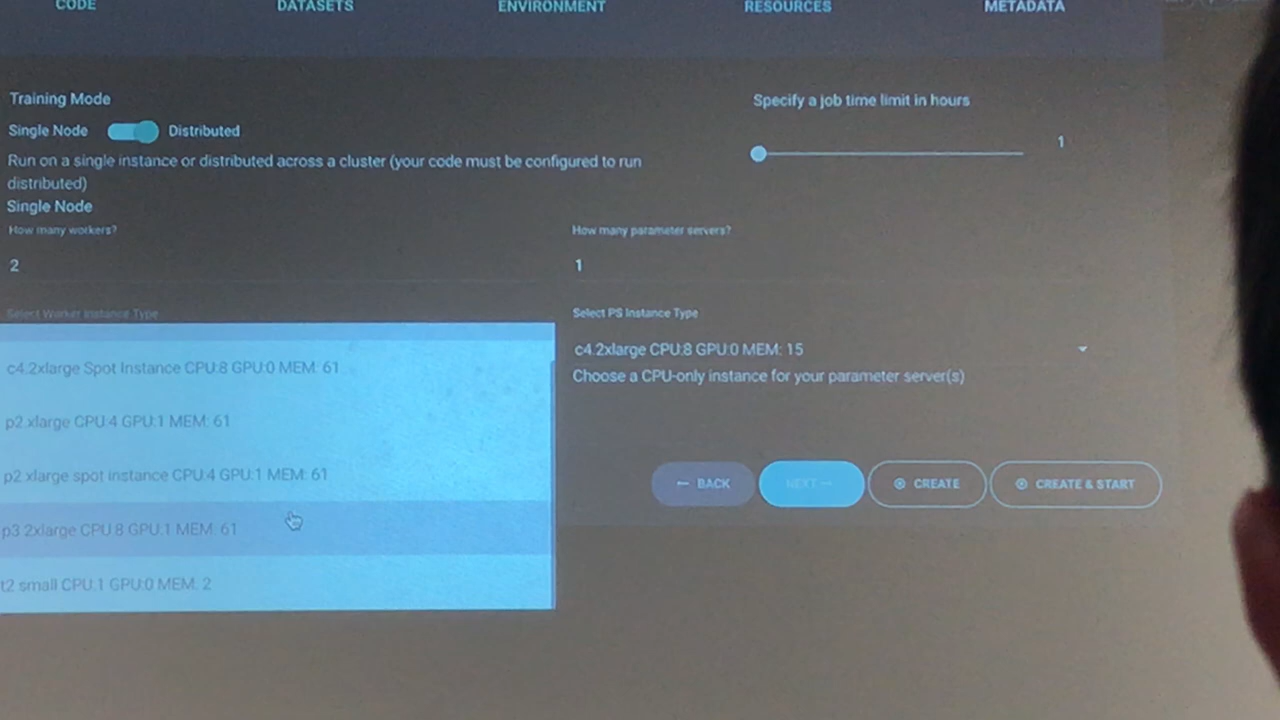 CODE DATASETS ENVIRONMENT RESOURCES METADATA
Training Mode
Single Node Distributed
Run on a single instance or distributed across a cluster (your code must be configured to run
distributed)
Single Node
Specify a job time limit in hours
1
How many workers?
2
How many parameter servers?
1
Select Worker Instance Type
c4.2xlarge Spot Instance CPU:8 GPU:0 MEM: 61
p2.xlarge CPU:4 GPU:1 MEM: 61
p2.xlarge spot instance CPU:4 GPU:1 MEM: 61
p3.2xlarge CPU:8 GPU:1 MEM: 61
t2.small CPU:1 GPU:0 MEM: 2
Select PS Instance Type
c4.2xlarge CPU:8 GPU:0 MEM: 15
Choose a CPU-only instance for your parameter server(s)
← BACK NEXT → CREATE CREATE & START